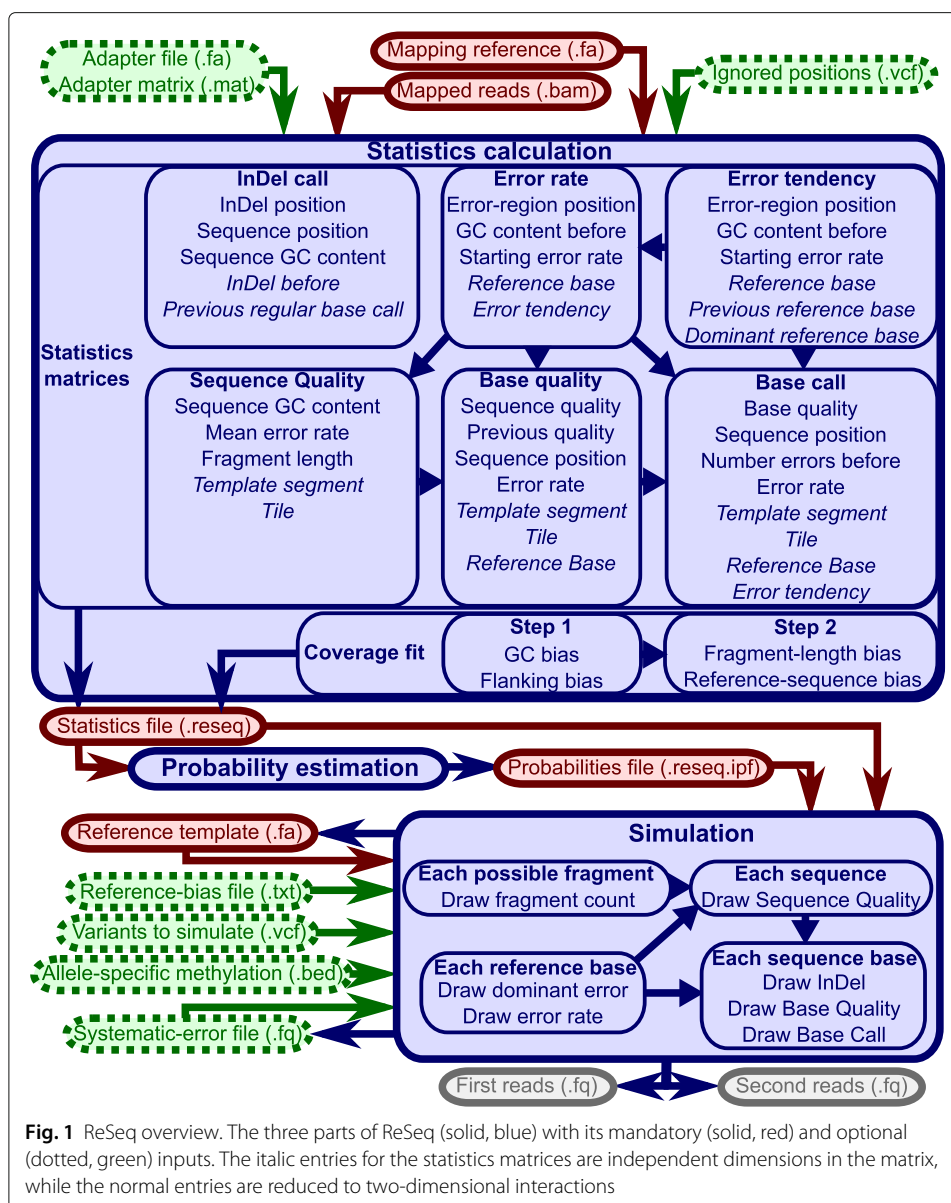 Adapter file (.fa)
Adapter matrix (.mat)
Mapping reference (.fa)
Mapped reads (.bam)
Ignored positions (.vcf)
Statistics calculation
Statistics
matrices
InDel call
InDel position
Sequence position
Sequence GC content
InDel before
Previous regular base call
Error rate
Error-region position
GC content before
Starting error rate
Reference base
Error tendency
Error tendency
Error-region position
GC content before
Starting error rate
Reference base
Previous reference base
Dominant reference base
Sequence Quality
Sequence GC content
Mean error rate
Fragment length
Template segment
Tile
Base quality
Sequence quality
Previous quality
Sequence position
Error rate
Template segment
Tile
Reference Base
Base call
Base quality
Sequence position
Number errors before
Error rate
Template segment
Tile
Reference Base
Error tendency
Coverage fit
Step 1
GC bias
Flanking bias
Step 2
Fragment-length bias
Reference-sequence bias
Statistics file (.reseq)
Probability estimation
Probabilities file (.reseq.ipf)
Reference template (.fa)
Reference-bias file (.txt)
Variants to simulate (.vcf)
Allele-specific methylation (.bed)
Systematic-error file (.fq)
Simulation
Each possible fragment
Draw fragment count
Each sequence
Draw Sequence Quality
Each reference base
Draw dominant error
Draw error rate
Each sequence base
Draw InDel
Draw Base Quality
Draw Base Call
First reads (.fq)
Second reads (.fq)
Fig. 1 ReSeq overview. The three parts of ReSeq (solid, blue) with its mandatory (solid, red) and optional
(dotted, green) inputs. The italic entries for the statistics matrices are independent dimensions in the matrix,
while the normal entries are reduced to two-dimensional interactions